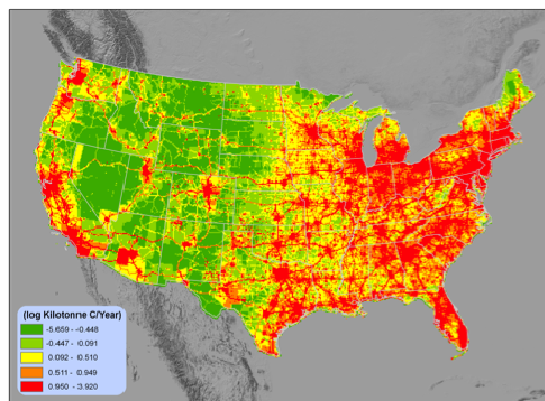 (log Kilotonne C/Year)
-5.659 - -0.448
-0.447 - 0.091
0.092 - 0.510
0.511 - 0.949
0.950 - 3.920